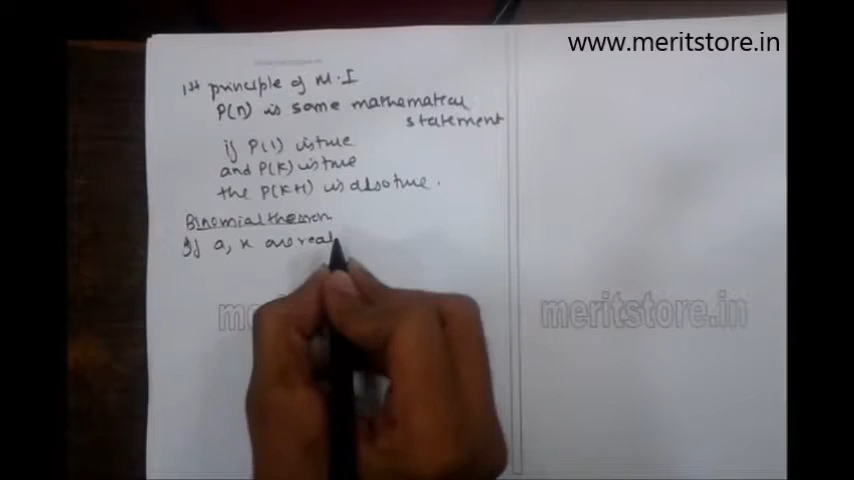 www.meritstore.in
1st principle of M.I
P(n) is some mathematical
statement
if P(1) is true
and P(K) is true
the P(K+1) is also true.
Binomial theorem
If a, x are real
meritstore.in